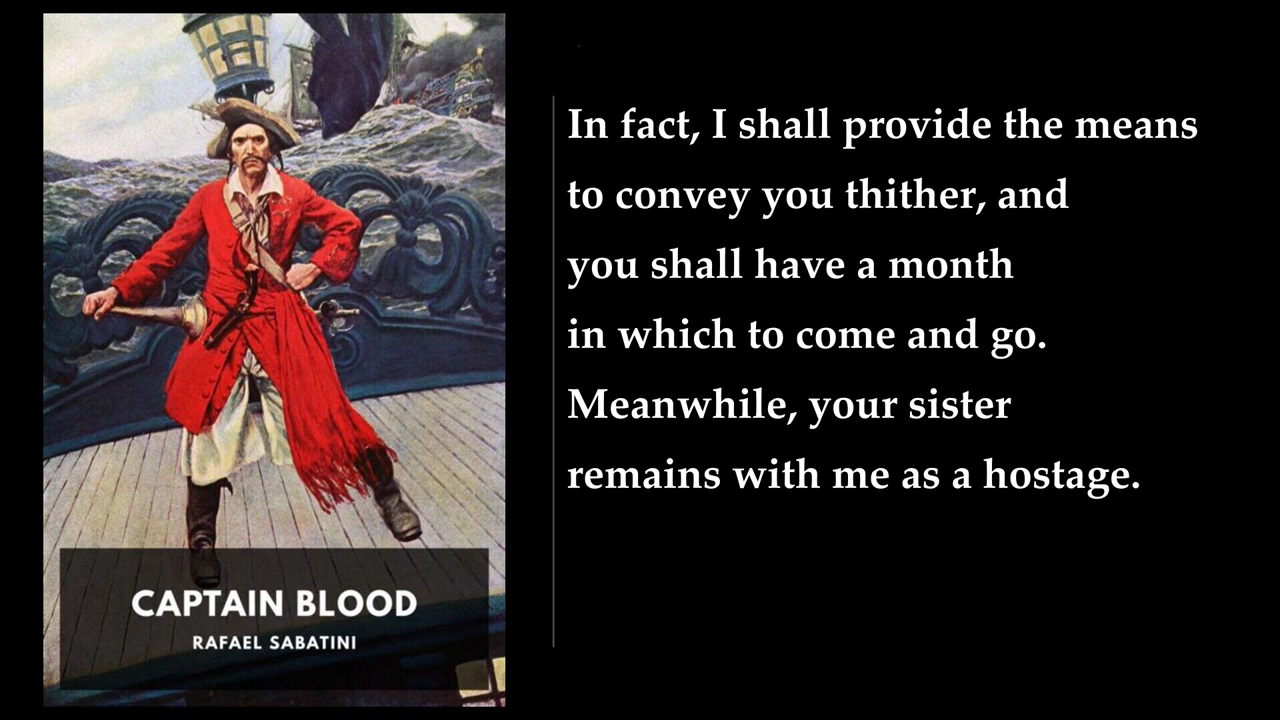 CAPTAIN BLOOD
RAFAEL SABATINI
In fact, I shall provide the means
to convey you thither, and
you shall have a month
in which to come and go.
Meanwhile, your sister
remains with me as a hostage.